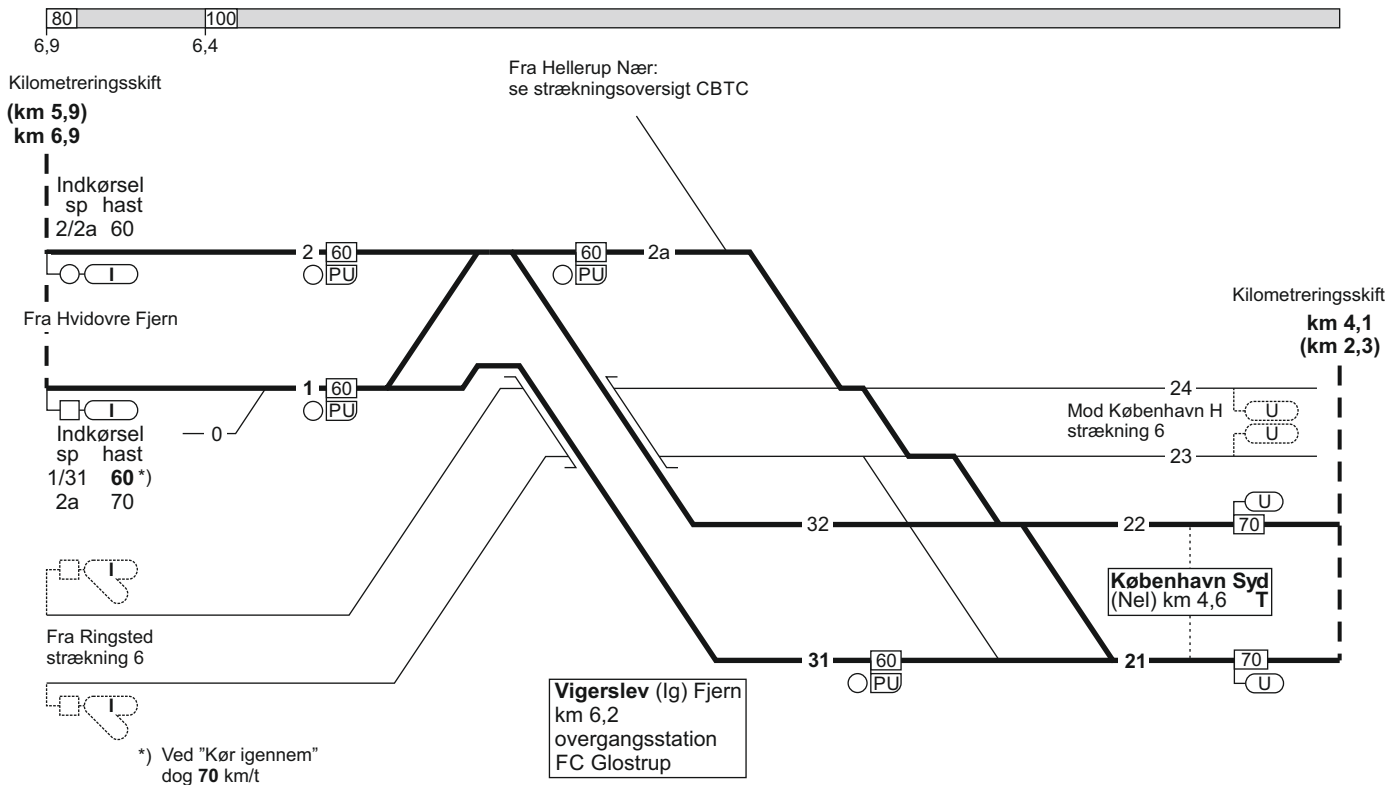 80
100
6,9
6,4
Kilometreringsskift
(km 5,9)
km 6,9
Fra Hellerup Nær:
se strækningsoversigt CBTC
Indkørsel
sp hast
2/2a 60
2
60
60
2a
I
PU
PU
Fra Hvidovre Fjern
Kilometreringsskift
km 4,1
(km 2,3)
1
60
24
I
PU
Mod København H
strækning 6
U
U
0
Indkørsel
sp hast
1/31 60 *)
2a 70
23
U
32
22
70
I
København Syd
(Nel) km 4,6 T
Fra Ringsted
strækning 6
31
60
21
70
PU
U
I
Vigerslev (Ig) Fjern
km 6,2
overgangsstation
FC Glostrup
*) Ved "Kør igennem"
dog 70 km/t